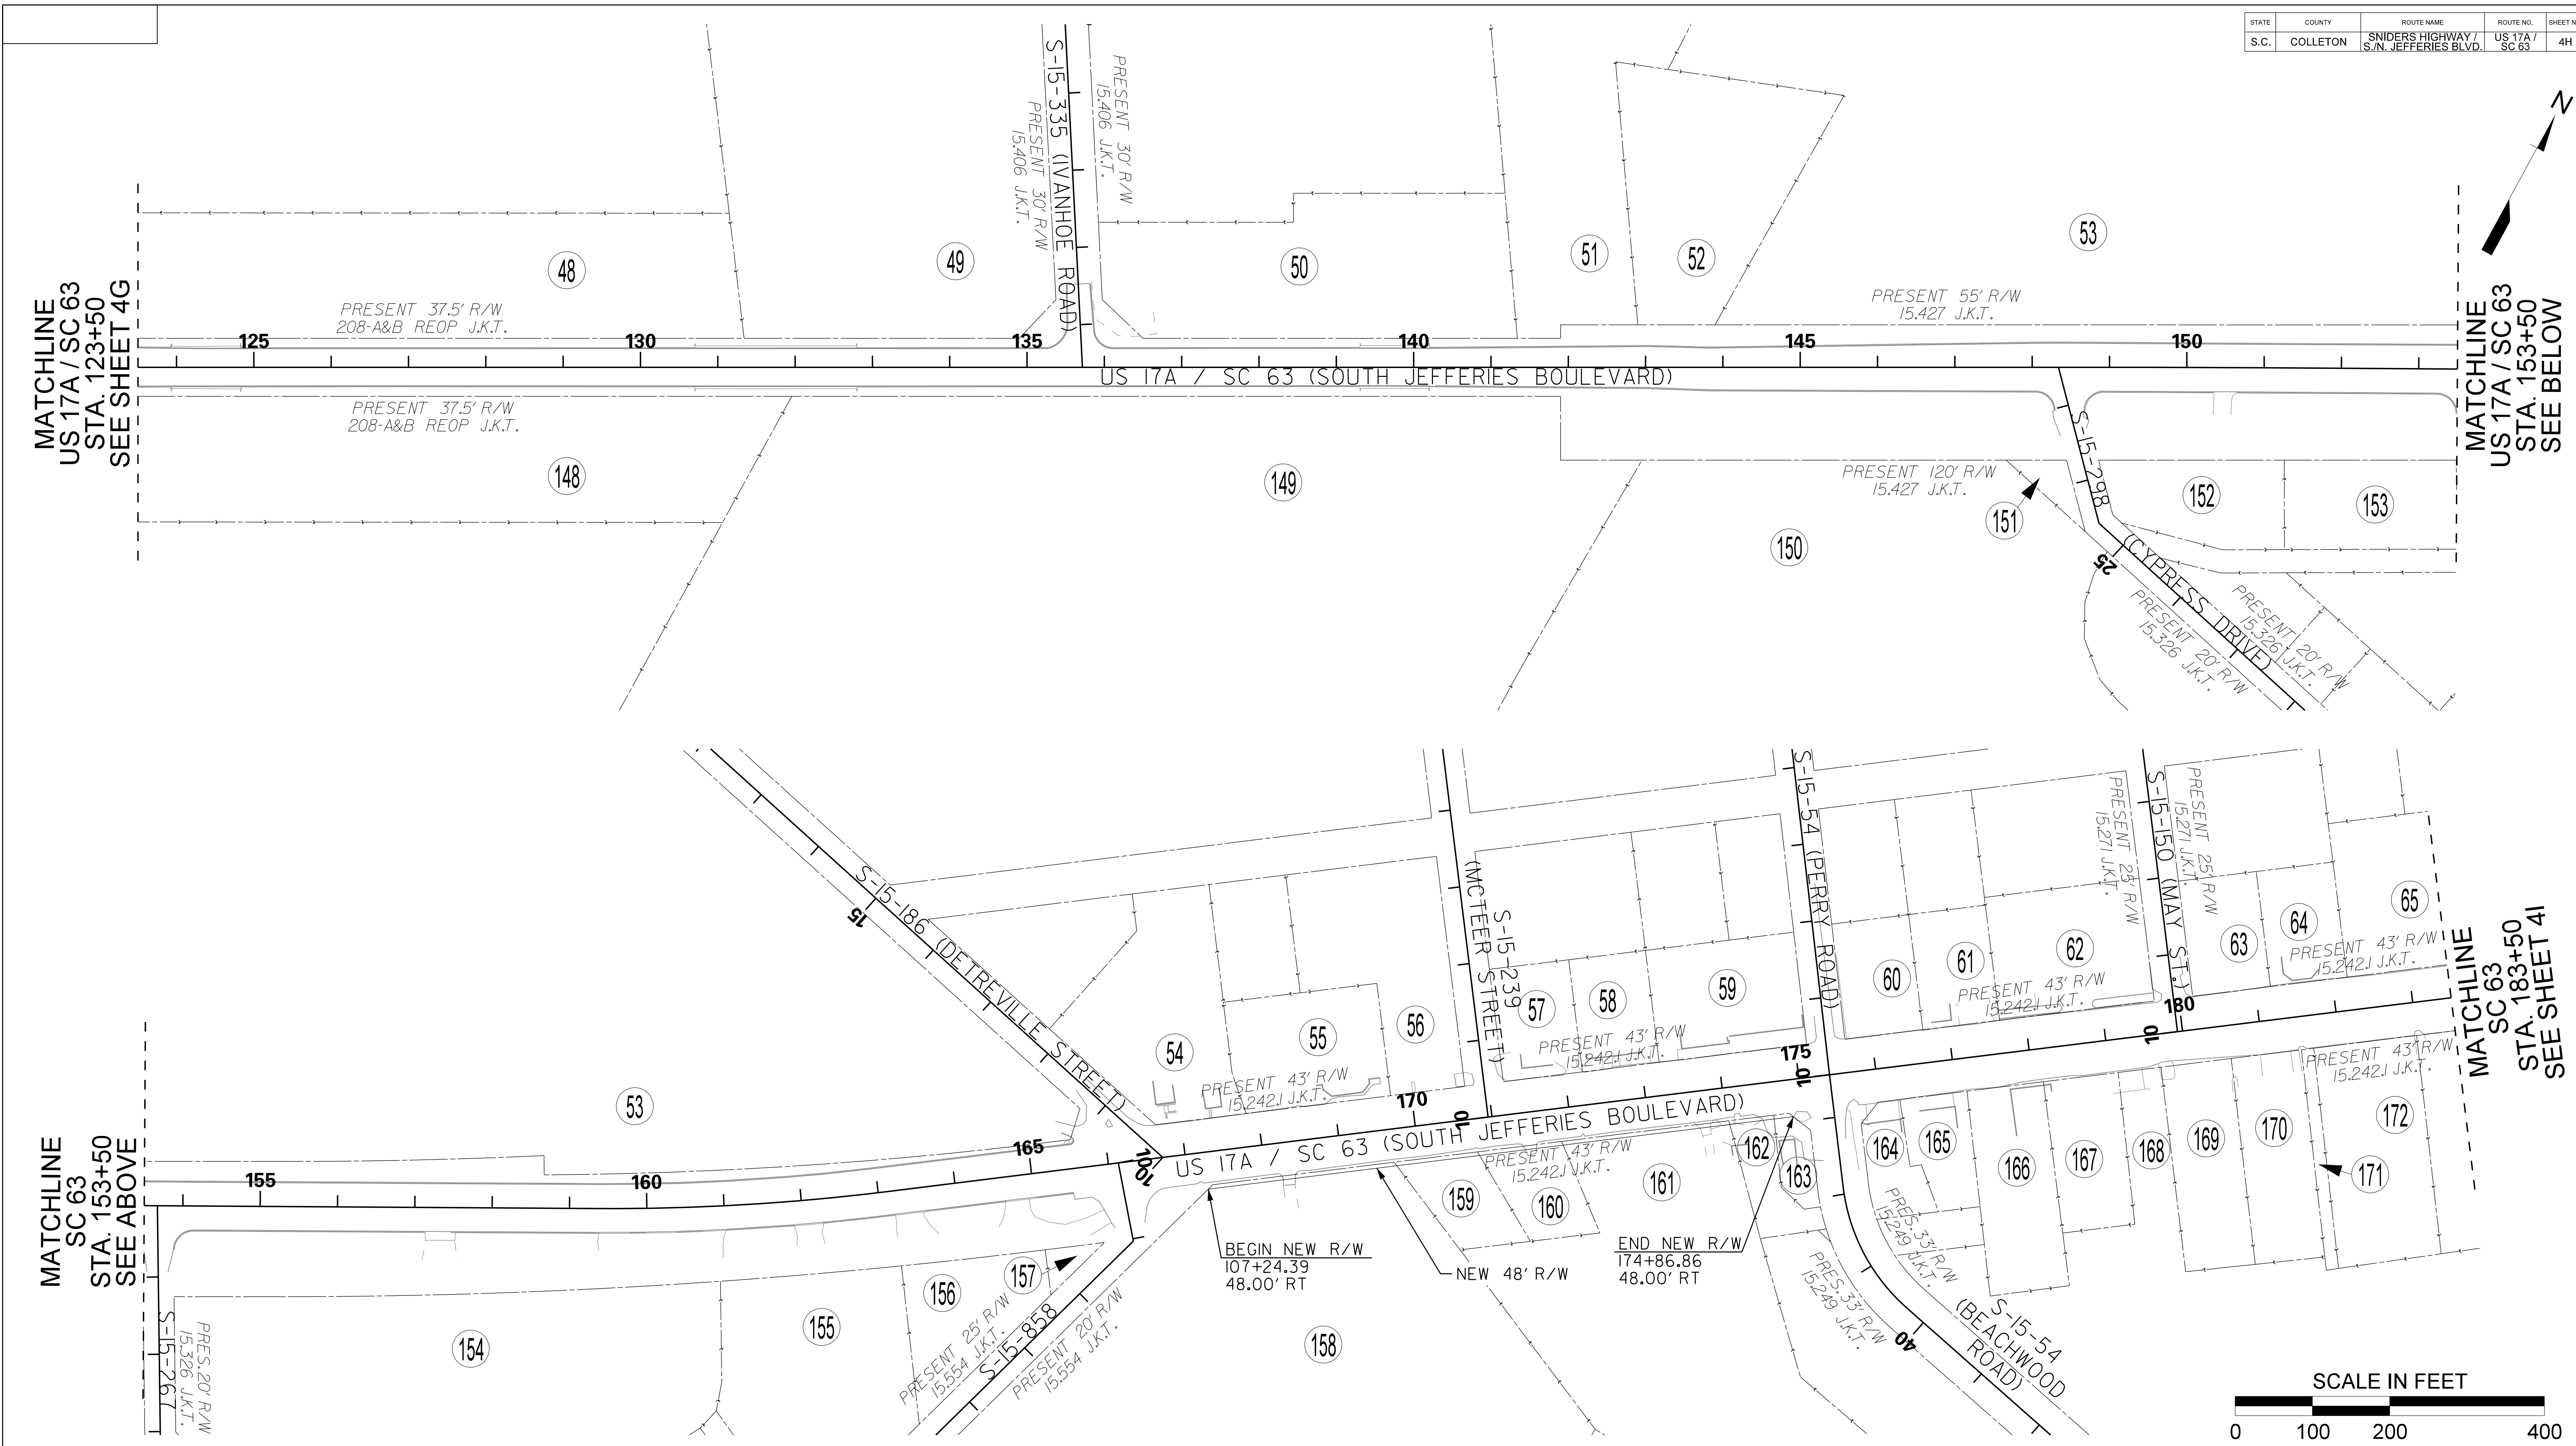 STATE COUNTY ROUTE NAME ROUTE NO. SHEET N
S.C. COLLETON SNIDERS HIGHWAY / S./N. JEFFERIES BLVD. US 17A / SC 63 4H
N
MATCHLINE
US 17A / SC 63
STA. 123+50
SEE SHEET 4G
S-15-335 (IVANHOE ROAD)
PRESENT 30' R/W
15.406 J.K.T.
PRESENT 30' R/W
15.406 J.K.T.
48
49
50
51
52
53
PRESENT 37.5' R/W
208-A&B REOP J.K.T.
PRESENT 55' R/W
15.427 J.K.T.
125
130
135
140
145
150
US 17A / SC 63 (SOUTH JEFFERIES BOULEVARD)
PRESENT 37.5' R/W
208-A&B REOP J.K.T.
148
149
150
151
152
153
PRESENT 120' R/W
15.427 J.K.T.
S-15-298
(CYPRESS DRIVE)
25
PRESENT 20' R/W
15.326 J.K.T.
PRESENT 20' R/W
15.326 J.K.T.
MATCHLINE
US 17A / SC 63
STA. 153+50
SEE BELOW
MATCHLINE
SC 63
STA. 153+50
SEE ABOVE
S-15-186 (DETREVILLE STREET)
15
53
54
55
56
PRESENT 43' R/W
15.242.1 J.K.T.
(MCTEER STREET)
S-15-239
57
58
59
PRESENT 43' R/W
15.242.1 J.K.T.
S-15-54 (PERRY ROAD)
60
61
62
PRESENT 43' R/W
15.242.1 J.K.T.
PRESENT 25' R/W
15.271 J.K.T.
S-15-150 (MAY ST.)
PRESENT 25' R/W
15.271 J.K.T.
63
64
65
PRESENT 43' R/W
15.242.1 J.K.T.
155
160
165
100
170
10
175
10
180
10
US 17A / SC 63 (SOUTH JEFFERIES BOULEVARD)
PRESENT 43' R/W
15.242.1 J.K.T.
PRESENT 43' R/W
15.242.1 J.K.T.
S-15-267
PRES. 20' R/W
15.326 J.K.T.
154
155
156
157
158
159
160
161
162
163
164
165
166
167
168
169
170
171
172
PRESENT 25' R/W
15.554 J.K.T.
S-15-858
PRESENT 20' R/W
15.554 J.K.T.
BEGIN NEW R/W
107+24.39
48.00' RT
NEW 48' R/W
END NEW R/W
174+86.86
48.00' RT
PRES. 33' R/W
15.249 J.K.T.
PRES. 33' R/W
15.249 J.K.T.
40
S-15-54
(BEACHWOOD
ROAD)
MATCHLINE
SC 63
STA. 183+50
SEE SHEET 4I
SCALE IN FEET
0 100 200 400